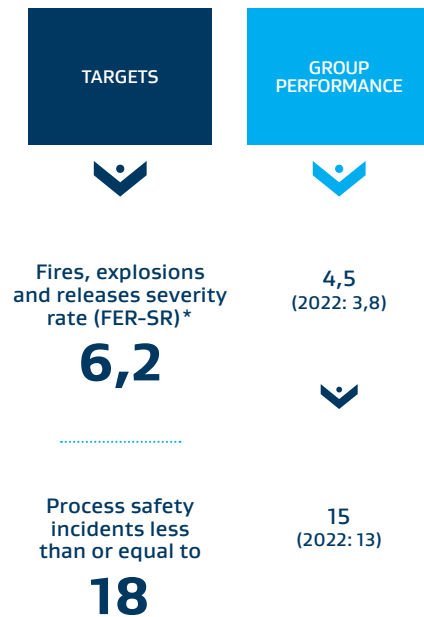 TARGETS
GROUP
PERFORMANCE
Fires, explosions
and releases severity
rate (FER-SR)*
6,2
4,5
(2022: 3,8)
Process safety
incidents less
than or equal to
18
15
(2022: 13)